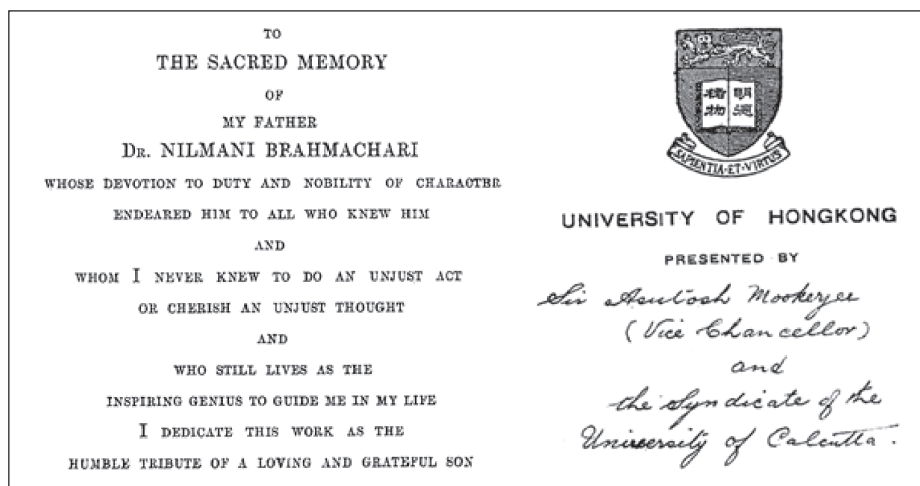 TO
THE SACRED MEMORY
OF
MY FATHER
DR. NILMANI BRAHMACHARI
WHOSE DEVOTION TO DUTY AND NOBILITY OF CHARACTER
ENDEARED HIM TO ALL WHO KNEW HIM
AND
WHOM I NEVER KNEW TO DO AN UNJUST ACT
OR CHERISH AN UNJUST THOUGHT
AND
WHO STILL LIVES AS THE
INSPIRING GENIUS TO GUIDE ME IN MY LIFE
I DEDICATE THIS WORK AS THE
HUMBLE TRIBUTE OF A LOVING AND GRATEFUL SON
明德
格物
SAPIENTIA·ET·VIRTUS
UNIVERSITY OF HONGKONG
PRESENTED BY
Sir Asutosh Mookerjee
(Vice Chancellor)
and
the Syndicate of the
University of Calcutta.